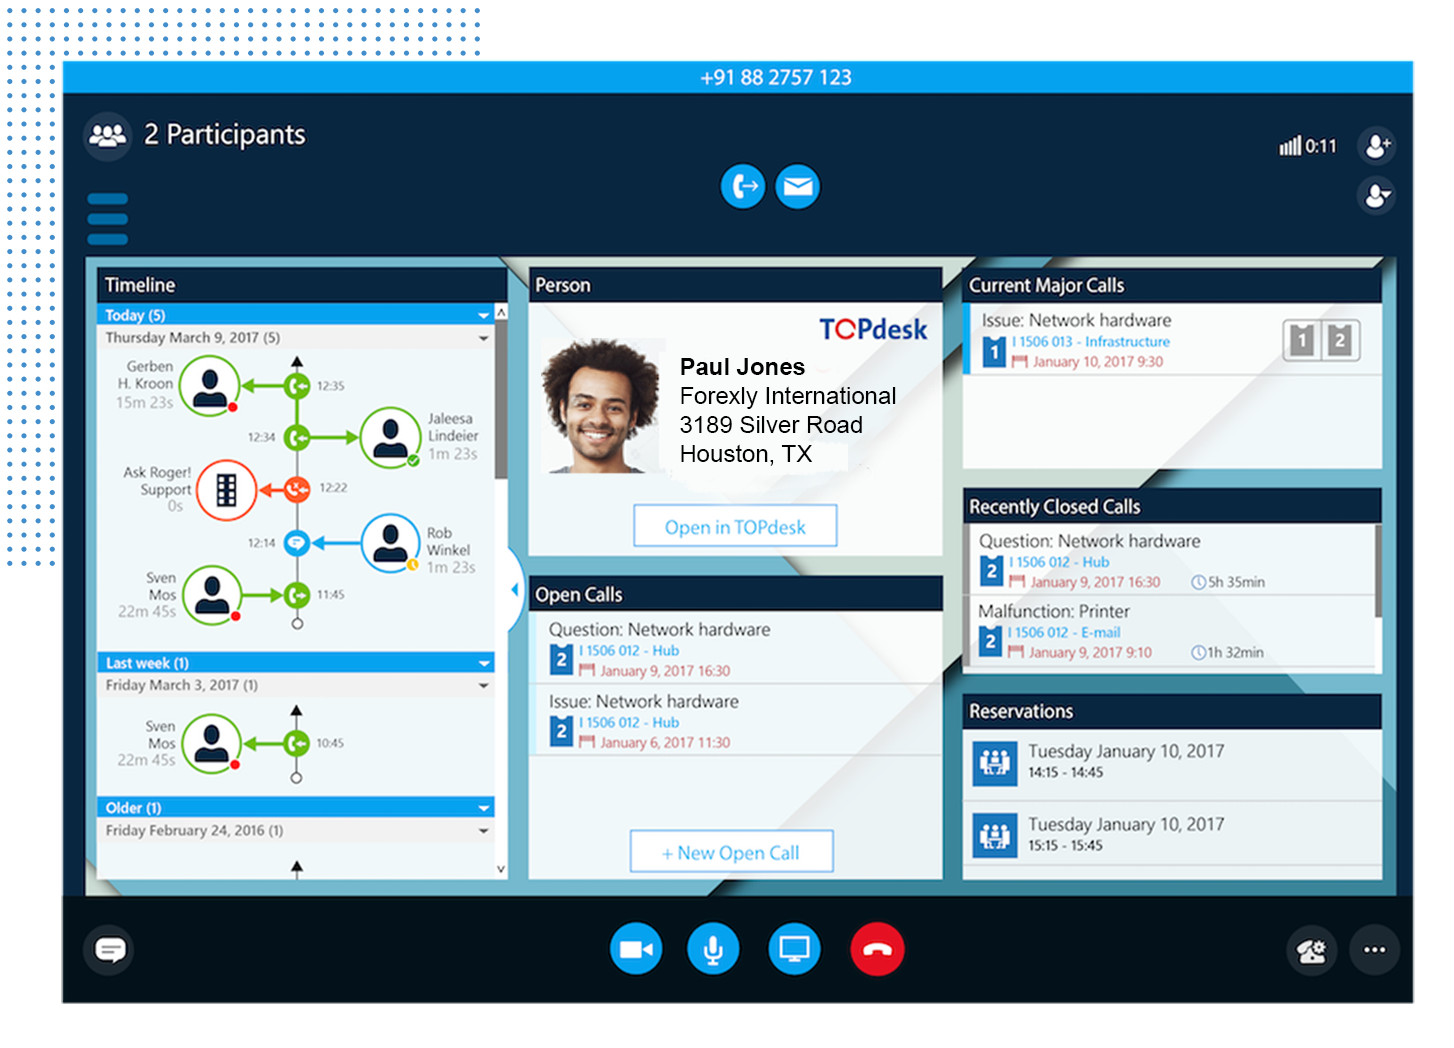 +91 88 2757 123
2 Participants
0:11
Timeline
Today (5)
Thursday March 9, 2017 (5)
Gerben
H. Kroon
15m 23s
12:35
12:34
Jaleesa
Lindeier
1m 23s
Ask Roger!
Support
0s
12:22
12:14
Rob
Winkel
1m 23s
Sven
Mos
22m 45s
11:45
Last week (1)
Friday March 3, 2017 (1)
Sven
Mos
22m 45s
10:45
Older (1)
Friday February 24, 2016 (1)
Person
TOPdesk
Paul Jones
Forexly International
3189 Silver Road
Houston, TX
Open in TOPdesk
Open Calls
Question: Network hardware
2
I 1506 012 - Hub
January 9, 2017 16:30
Issue: Network hardware
2
I 1506 012 - Hub
January 6, 2017 11:30
+ New Open Call
Current Major Calls
Issue: Network hardware
1
I 1506 013 - Infrastructure
January 10, 2017 9:30
1 2
Recently Closed Calls
Question: Network hardware
2
I 1506 012 - Hub
January 9, 2017 16:30 5h 35min
Malfunction: Printer
2
I 1506 012 - E-mail
January 9, 2017 9:10 1h 32min
Reservations
Tuesday January 10, 2017
14:15 - 14:45
Tuesday January 10, 2017
15:15 - 15:45